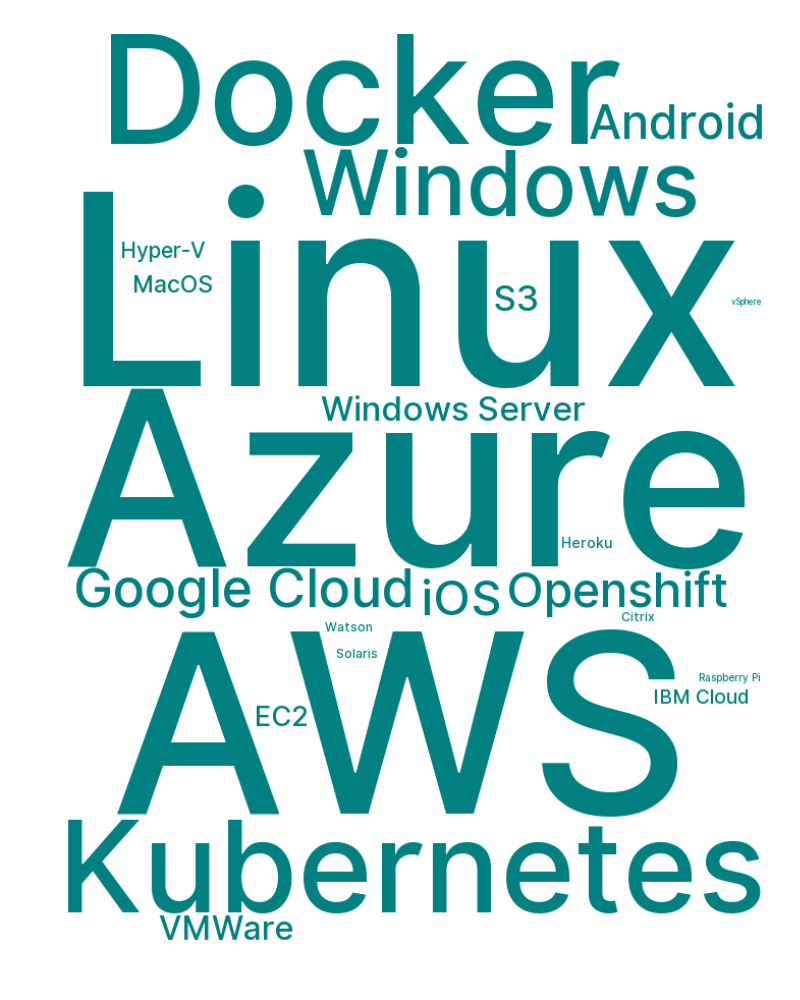 Docker
Android
Windows
Linux
Hyper-V
MacOS
S3
vSphere
Windows Server
Azure
Heroku
Google Cloud
iOS
Openshift
Citrix
Watson
Solaris
AWS
Raspberry Pi
IBM Cloud
EC2
Kubernetes
VMWare